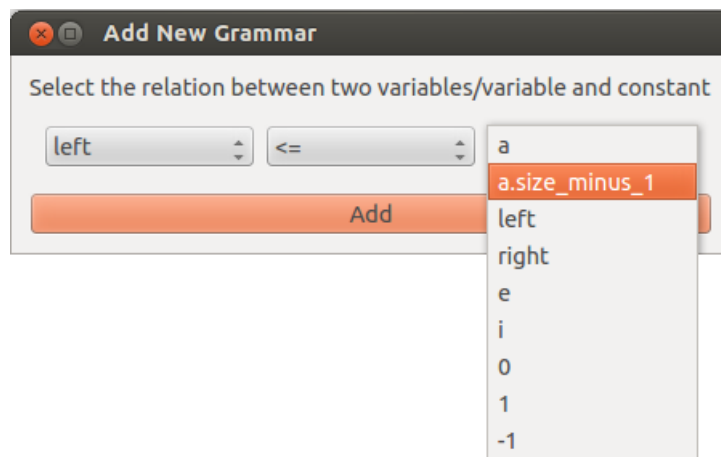 Add New Grammar
Select the relation between two variables/variable and constant
left <= a
a.size_minus_1
Add
left
right
e
i
0
1
-1